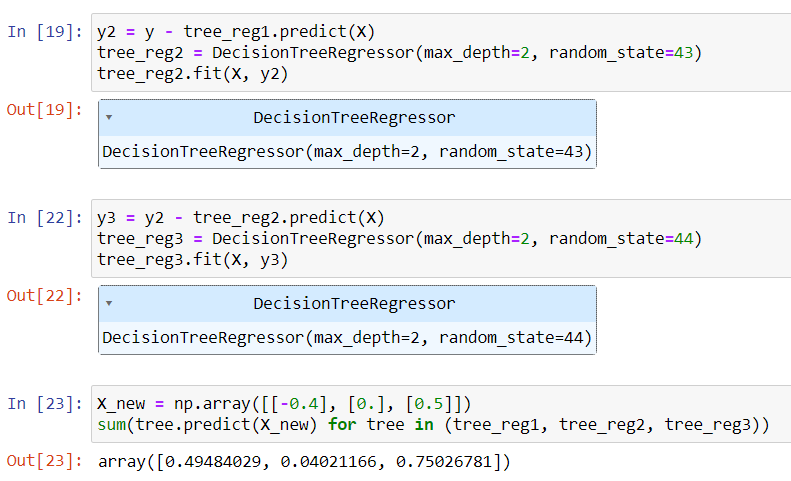 In [19]: y2 = y - tree_reg1.predict(X)
tree_reg2 = DecisionTreeRegressor(max_depth=2, random_state=43)
tree_reg2.fit(X, y2)
Out[19]:
DecisionTreeRegressor
DecisionTreeRegressor(max_depth=2, random_state=43)
In [22]: y3 = y2 - tree_reg2.predict(X)
tree_reg3 = DecisionTreeRegressor(max_depth=2, random_state=44)
tree_reg3.fit(X, y3)
Out[22]:
DecisionTreeRegressor
DecisionTreeRegressor(max_depth=2, random_state=44)
In [23]: X_new = np.array([[-0.4], [0.], [0.5]])
sum(tree.predict(X_new) for tree in (tree_reg1, tree_reg2, tree_reg3))
Out[23]: array([0.49484029, 0.04021166, 0.75026781])